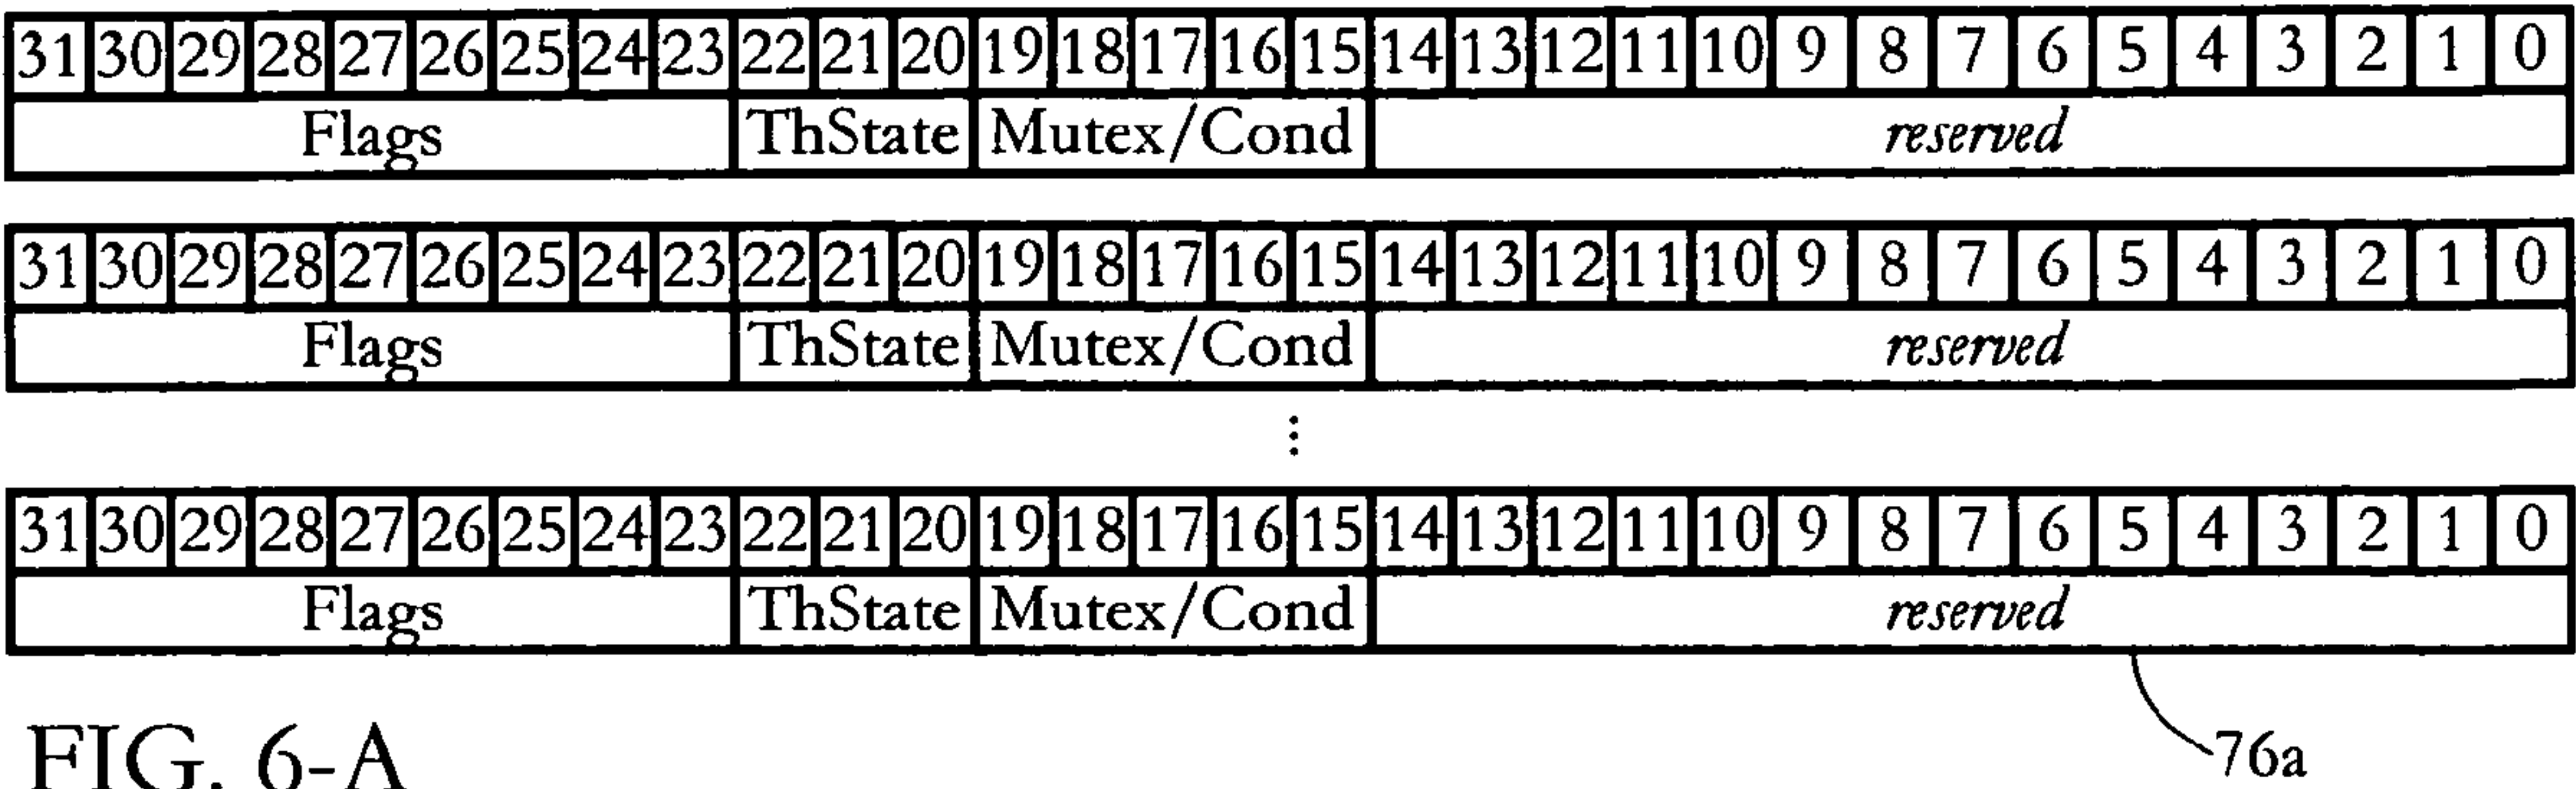 31 30 29 28 27 26 25 24 23 22 21 20 19 18 17 16 15 14 13 12 11 10 9 8 7 6 5 4 3 2 1 0
Flags ThState Mutex/Cond reserved
31 30 29 28 27 26 25 24 23 22 21 20 19 18 17 16 15 14 13 12 11 10 9 8 7 6 5 4 3 2 1 0
Flags ThState Mutex/Cond reserved
⋮
31 30 29 28 27 26 25 24 23 22 21 20 19 18 17 16 15 14 13 12 11 10 9 8 7 6 5 4 3 2 1 0
Flags ThState Mutex/Cond reserved
76a
FIG. 6-A